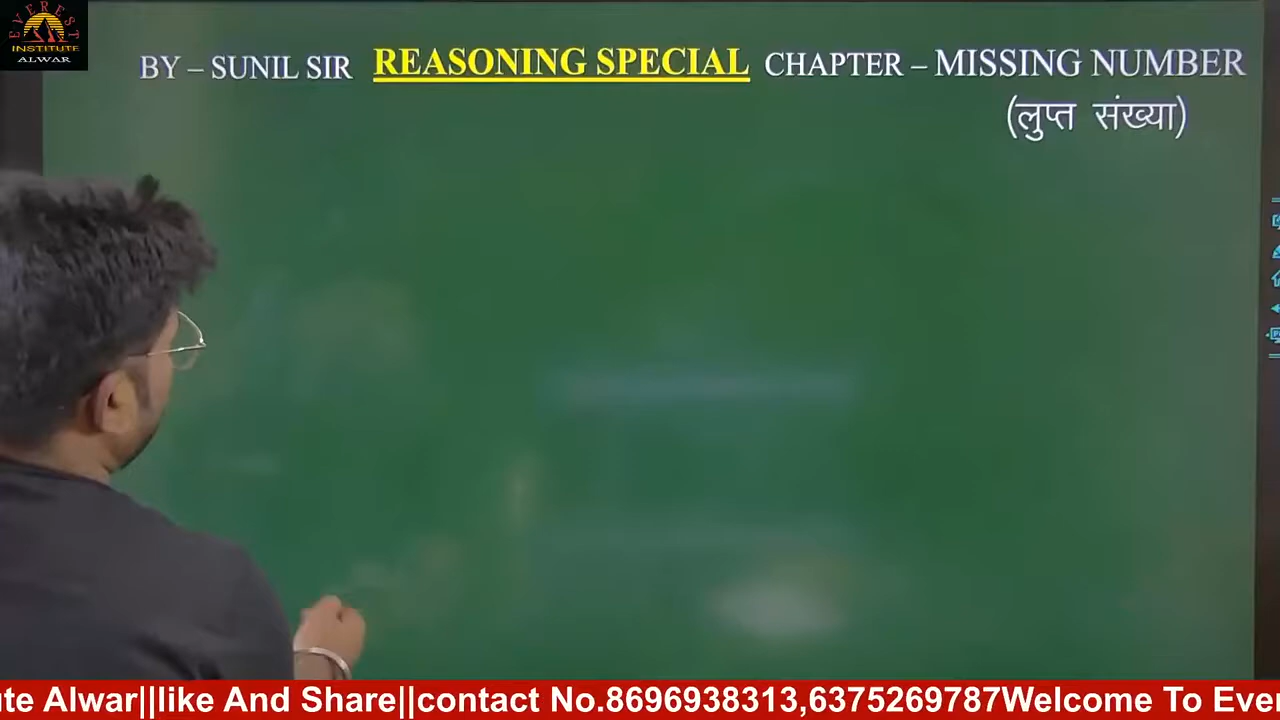 EVEREST
INSTITUTE
ALWAR
BY – SUNIL SIR REASONING SPECIAL CHAPTER – MISSING NUMBER
(लुप्त संख्या)
ute Alwar||like And Share||contact No.8696938313,6375269787Welcome To Ever